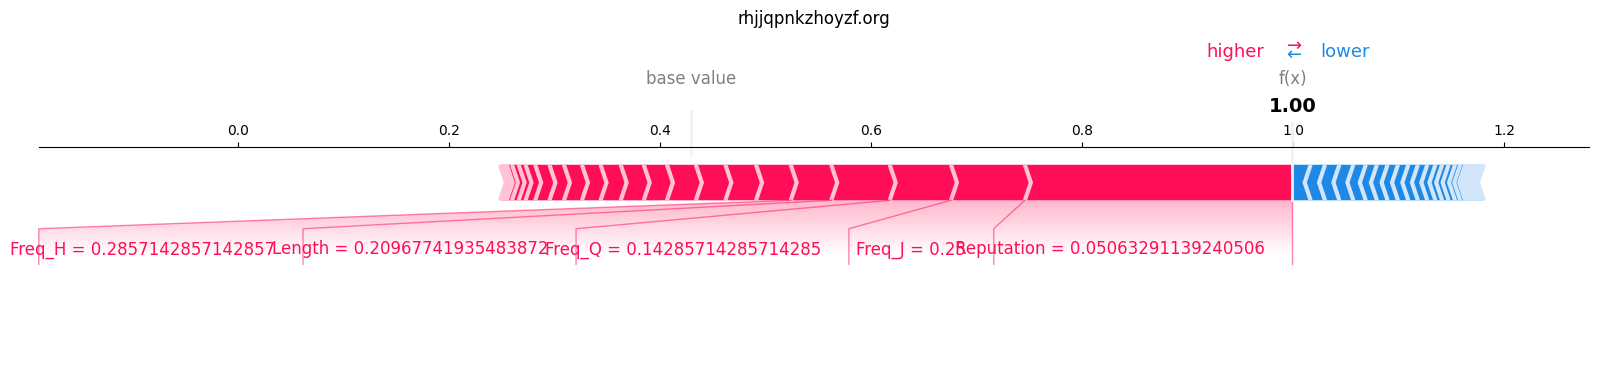 rhjjqpnkzhoyzf.org
higher ⇄ lower
base value f(x)
1.00
0.0 0.2 0.4 0.6 0.8 1.0 1.2
Freq_H = 0.2857142857142857 Length = 0.20967741935483872 Freq_Q = 0.14285714285714285 Freq_J = 0.25 Reputation = 0.05063291139240506